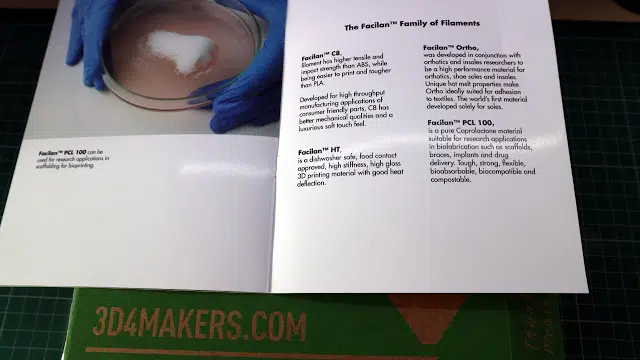 Facilan™ PCL 100 can be
used for research applications in
scaffolding for bioprinting.
The Facilan™ Family of Filaments
Facilan™ C8,
filament has higher tensile and
impact strength than ABS, while
being easier to print and tougher
than PLA.
Developed for high throughput
manufacturing applications of
consumer friendly parts, C8 has
better mechanical qualities and a
luxurious soft touch feel.
Facilan™ HT,
is a dishwasher safe, food contact
approved, high stiffness, high gloss
3D printing material with good heat
deflection.
Facilan™ Ortho,
was developed in conjunction with
orthotics and insoles researchers to
be a high performance material for
orthotics, shoe soles and insoles.
Unique hot melt properties make
Ortho ideally suited for adhesion
to textiles. The world's first material
developed solely for soles.
Facilan™ PCL 100,
is a pure Caprolactone material
suitable for research applications
in biofabrication such as scaffolds,
braces, implants and drug
delivery. Tough, strong, flexible,
bioabsorbable, biocompatible and
compostable.
3D4MAKERS.COM